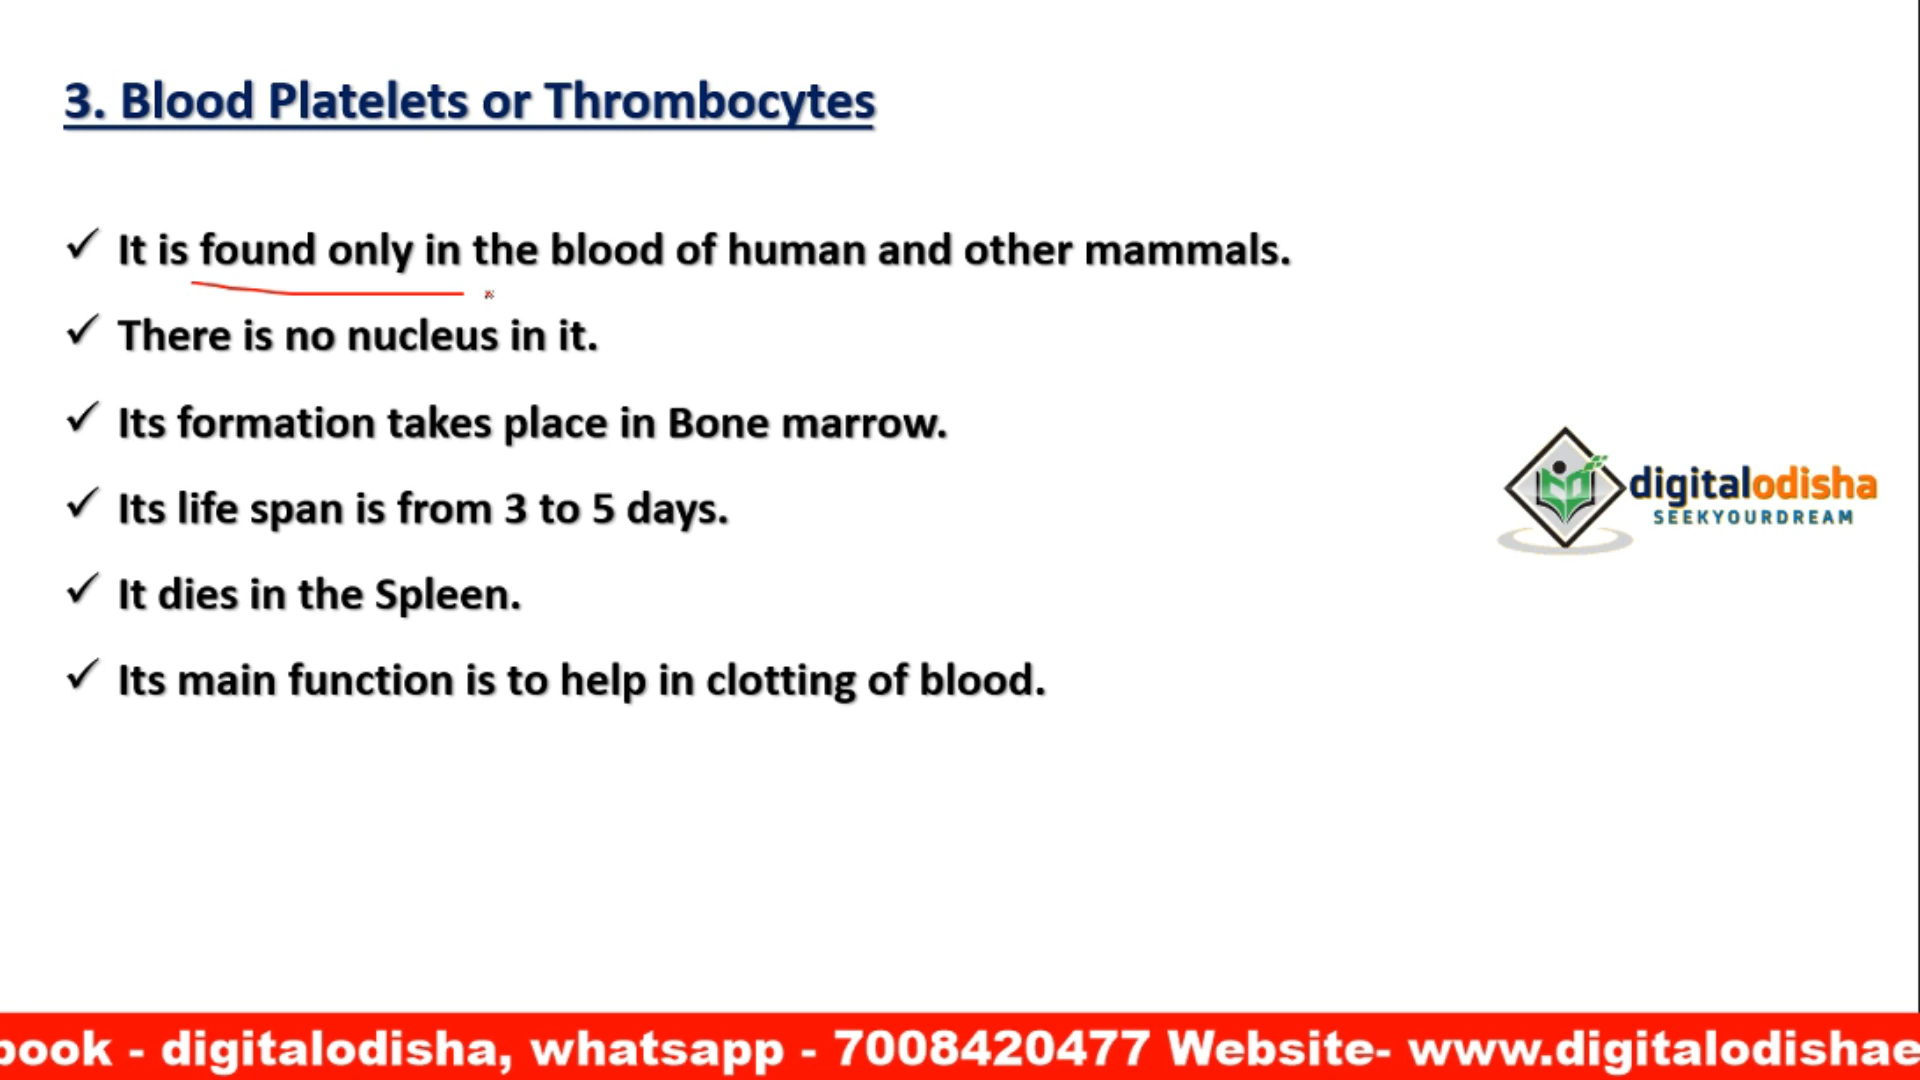 3. Blood Platelets or Thrombocytes
✓ It is found only in the blood of human and other mammals.
✓ There is no nucleus in it.
✓ Its formation takes place in Bone marrow.
✓ Its life span is from 3 to 5 days.
✓ It dies in the Spleen.
✓ Its main function is to help in clotting of blood.
digitalodisha
SEEKYOURDREAM
book - digitalodisha, whatsapp - 7008420477 Website- www.digitalodishae